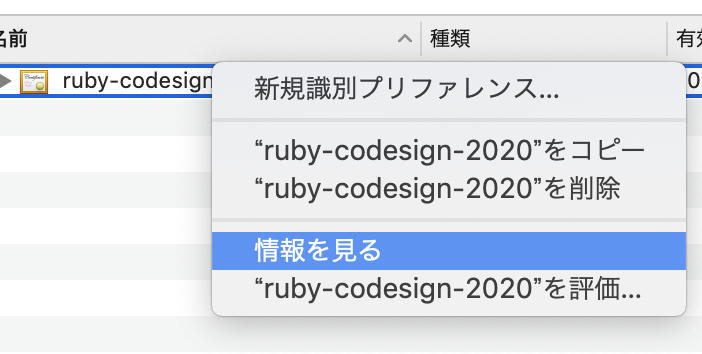 名前 種類 有効
ruby-codesign
新規識別プリファレンス...
“ruby-codesign-2020”をコピー
“ruby-codesign-2020”を削除
情報を見る
“ruby-codesign-2020”を評価...